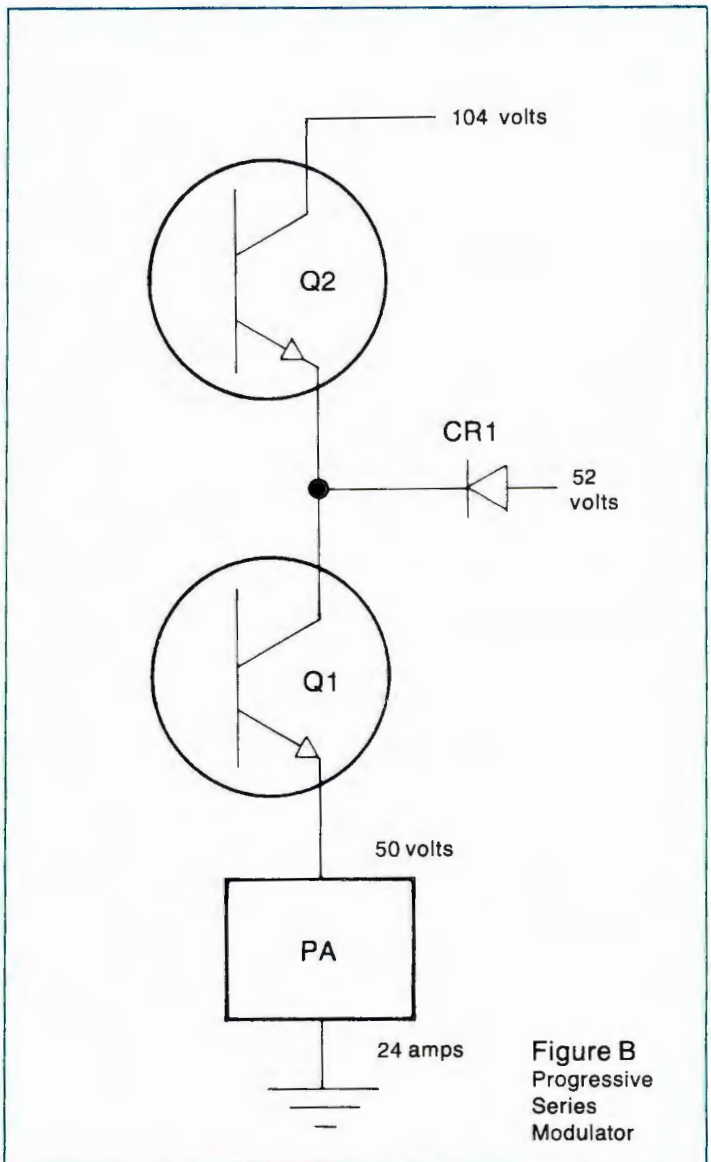 104 volts
Q2
CR1
52
volts
Q1
50 volts
PA
24 amps
Figure B
Progressive
Series
Modulator